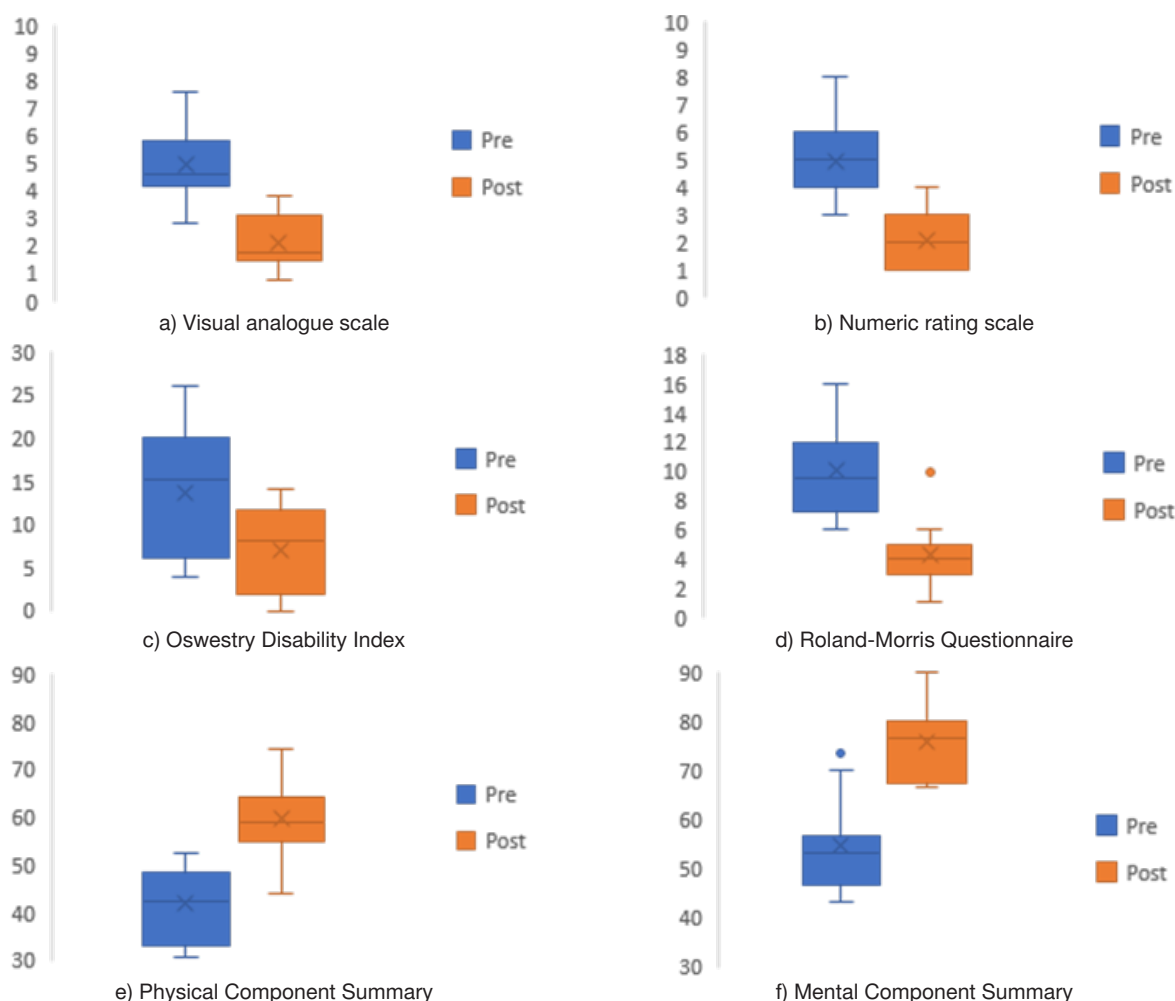 10
9
8
7
6
5
4
3
2
1
0
Pre
Post
a) Visual analogue scale
10
9
8
7
6
5
4
3
2
1
0
Pre
Post
b) Numeric rating scale
30
25
20
15
10
5
0
Pre
Post
c) Oswestry Disability Index
18
16
14
12
10
8
6
4
2
0
Pre
Post
d) Roland-Morris Questionnaire
90
80
70
60
50
40
30
Pre
Post
e) Physical Component Summary
90
80
70
60
50
40
30
Pre
Post
f) Mental Component Summary